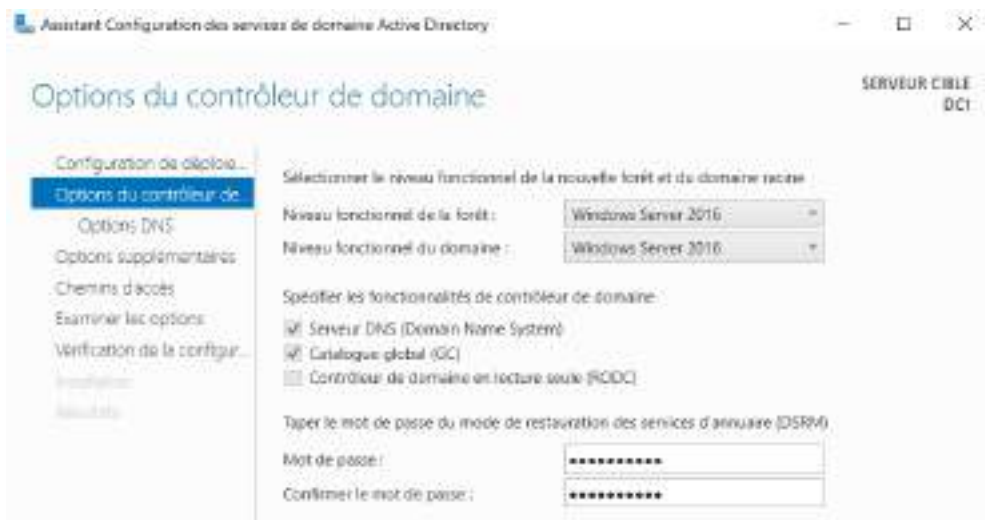 Assistant Configuration des services de domaine Active Directory
Options du contrôleur de domaine
SERVEUR CIBLE
DC1
Configuration de déploie...
Options du contrôleur de
Options DNS
Options supplémentaires
Chemins d'accès
Examiner les options
Vérification de la configur...
Installation
Résultats
Sélectionner le niveau fonctionnel de la nouvelle forêt et du domaine racine
Niveau fonctionnel de la forêt :
Windows Server 2016
Niveau fonctionnel du domaine :
Windows Server 2016
Spécifier les fonctionnalités de contrôleur de domaine
Serveur DNS (Domain Name System)
Catalogue global (GC)
Contrôleur de domaine en lecture seule (RODC)
Taper le mot de passe du mode de restauration des services d'annuaire (DSRM)
Mot de passe :
••••••••••
Confirmer le mot de passe :
••••••••••